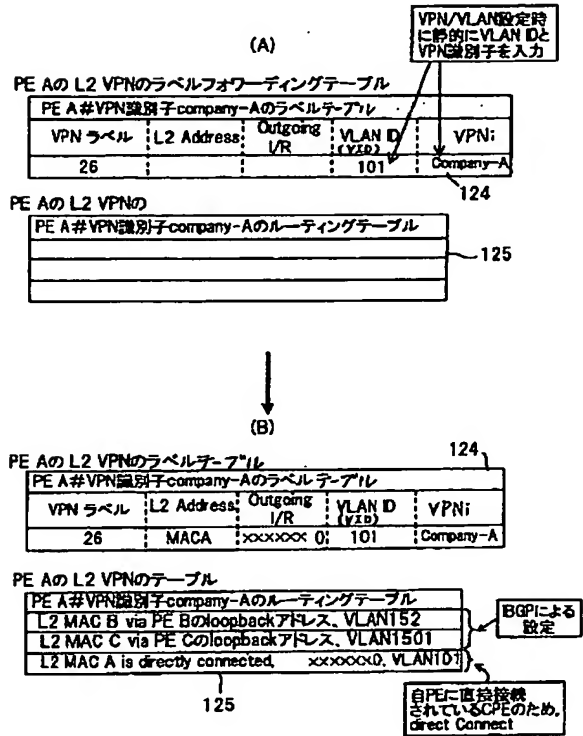 (A)
VPN/VLAN設定時
に静的にVLAN IDと
VPN識別子を入力
PE AのL2 VPNのラベルフォワーディングテーブル
PE A#VPN識別子company-Aのラベルテーブル
VPN ラベル L2 Address Outgoing I/R VLAN ID (VID) VPNi
26 101 Company-A
124
PE AのL2 VPNの
PE A#VPN識別子company-Aのルーティングテーブル
125
(B)
PE AのL2 VPNのラベルテーブル
124
PE A#VPN識別子company-Aのラベルテーブル
VPN ラベル L2 Address Outgoing I/R VLAN ID (VID) VPNi
26 MACA ×××××× 0 101 Company-A
PE AのL2 VPNのテーブル
PE A#VPN識別子company-Aのルーティングテーブル
L2 MAC B via PE Bのloopbackアドレス、VLAN152
L2 MAC C via PE Cのloopbackアドレス、VLAN1501
L2 MAC A is directly connected, ××××××0, VLAN101
iBGPによる
設定
125
自PEに直接接続
されているCPEのため、
direct Connect